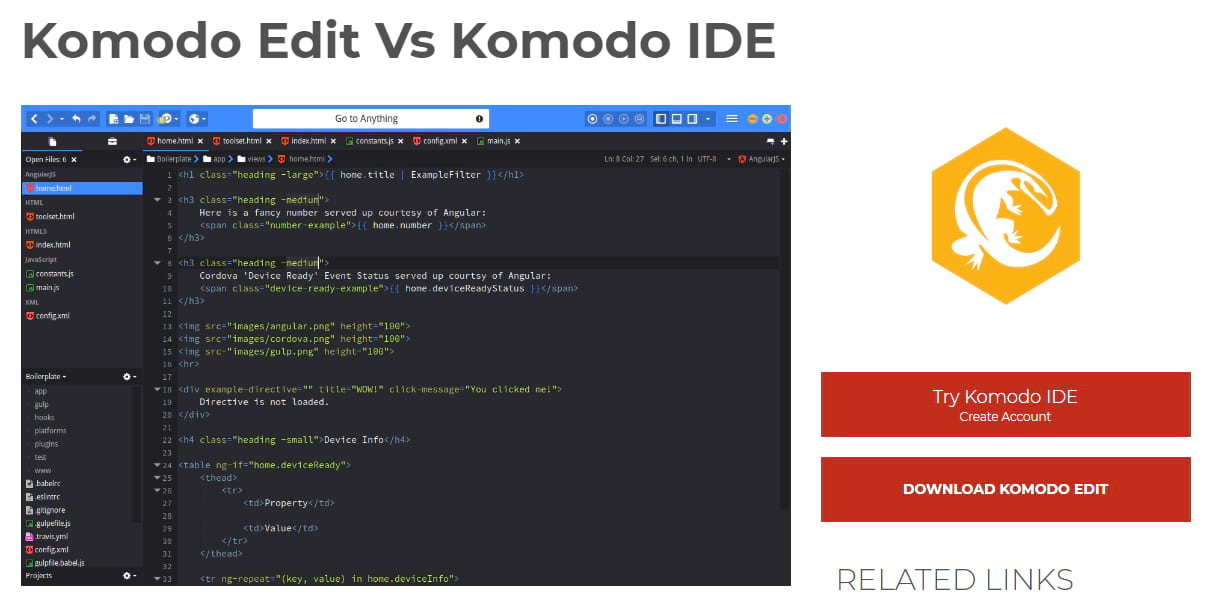 Komodo Edit Vs Komodo IDE
Go to Anything
home.html
toolset.html
index.html
constants.js
config.xml
main.js
Open Files: 6
Boilerplate
app
views
home.html
Ln: 8 Col: 27 Sel: 6 ch, 1 ln UTF-8
AngularJS
AngularJS
home.html
HTML
toolset.html
HTML5
index.html
JavaScript
constants.js
main.js
XML
config.xml
1 <h1 class="heading -large">{{ home.title | ExampleFilter }}</h1>
2
3 <h3 class="heading -medium">
4 Here is a fancy number served up courtesy of Angular:
5 <span class="number-example">{{ home.number }}</span>
6 </h3>
7
8 <h3 class="heading -medium">
9 Cordova 'Device Ready' Event Status served up courtsy of Angular:
10 <span class="device-ready-example">{{ home.deviceReadyStatus }}</span>
11 </h3>
12
13 <img src="images/angular.png" height="100">
14 <img src="images/cordova.png" height="100">
15 <img src="images/gulp.png" height="100">
16 <hr>
17
18 <div example-directive="" title="WOW!" click-message="You clicked me!">
19 Directive is not loaded.
20 </div>
21
22 <h4 class="heading -small">Device Info</h4>
23
24 <table ng-if="home.deviceReady">
25 <thead>
26 <tr>
27 <td>Property</td>
28
29 <td>Value</td>
30 </tr>
31 </thead>
32
33 <tr ng-repeat="(key, value) in home.deviceInfo">
Boilerplate
app
gulp
hooks
platforms
plugins
test
www
.babelrc
.eslintrc
.gitignore
.gulpefile.js
.travis.yml
config.xml
gulpfile.babel.js
Projects
Try Komodo IDE
Create Account
DOWNLOAD KOMODO EDIT
RELATED LINKS